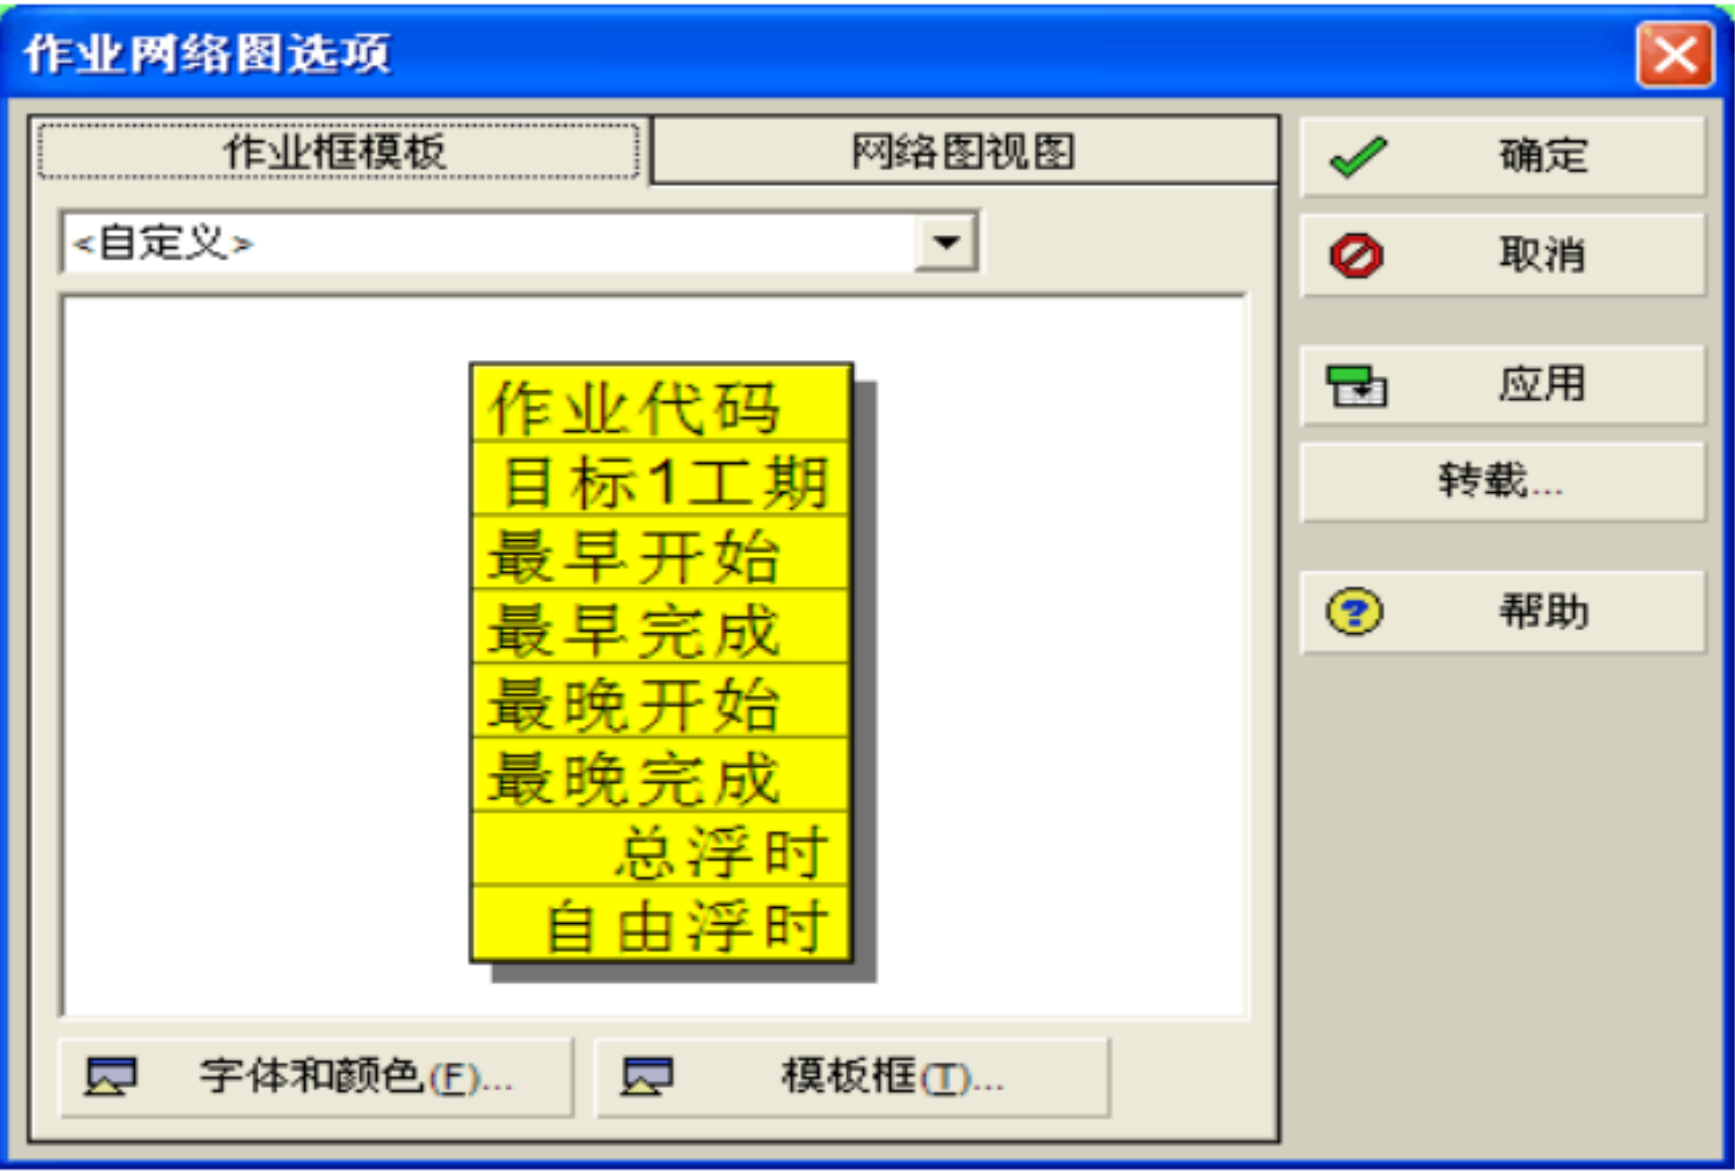 作业网络图选项
作业框模板
网络图视图
确定
<自定义>
取消
应用
作业代码
目标1工期
转载...
最早开始
最早完成
帮助
最晚开始
最晚完成
总浮时
自由浮时
字体和颜色(F)...
模板框(T)...